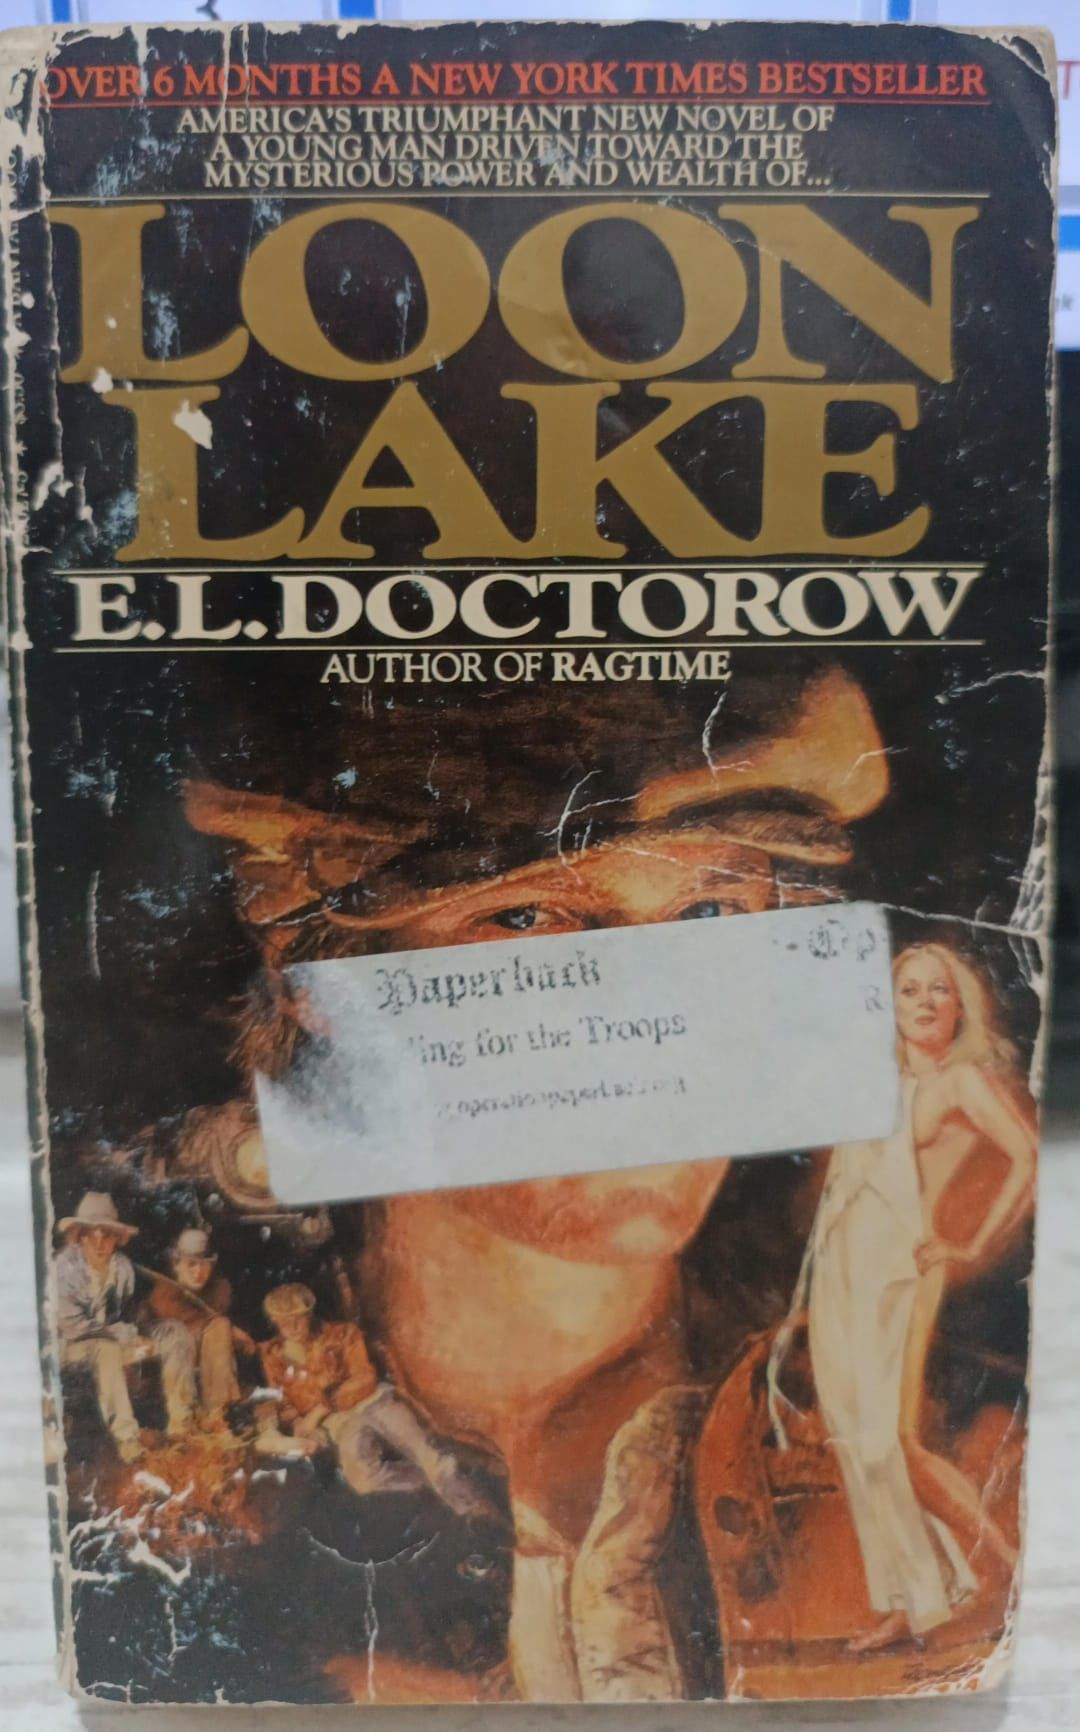 OVER 6 MONTHS A NEW YORK TIMES BESTSELLER
AMERICA'S TRIUMPHANT NEW NOVEL OF
A YOUNG MAN DRIVEN TOWARD THE
MYSTERIOUS POWER AND WEALTH OF...
LOON
LAKE
E.L. DOCTOROW
AUTHOR OF RAGTIME
Paperback
ing for the Troops